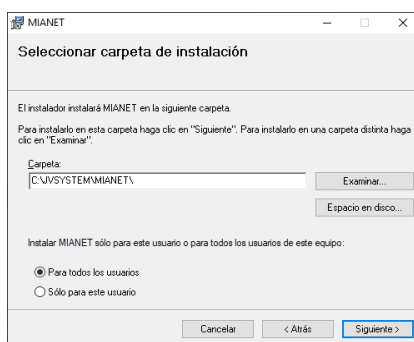 MIANET
Seleccionar carpeta de instalación
El instalador instalará MIANET en la siguiente carpeta.
Para instalarlo en esta carpeta haga clic en "Siguiente". Para instalarlo en una carpeta distinta haga
clic en "Examinar".
Carpeta:
C:\JVSYSTEM\MIANET\
Examinar...
Espacio en disco...
Instalar MIANET sólo para este usuario o para todos los usuarios de este equipo:
Para todos los usuarios
Sólo para este usuario
Cancelar
< Atrás
Siguiente >